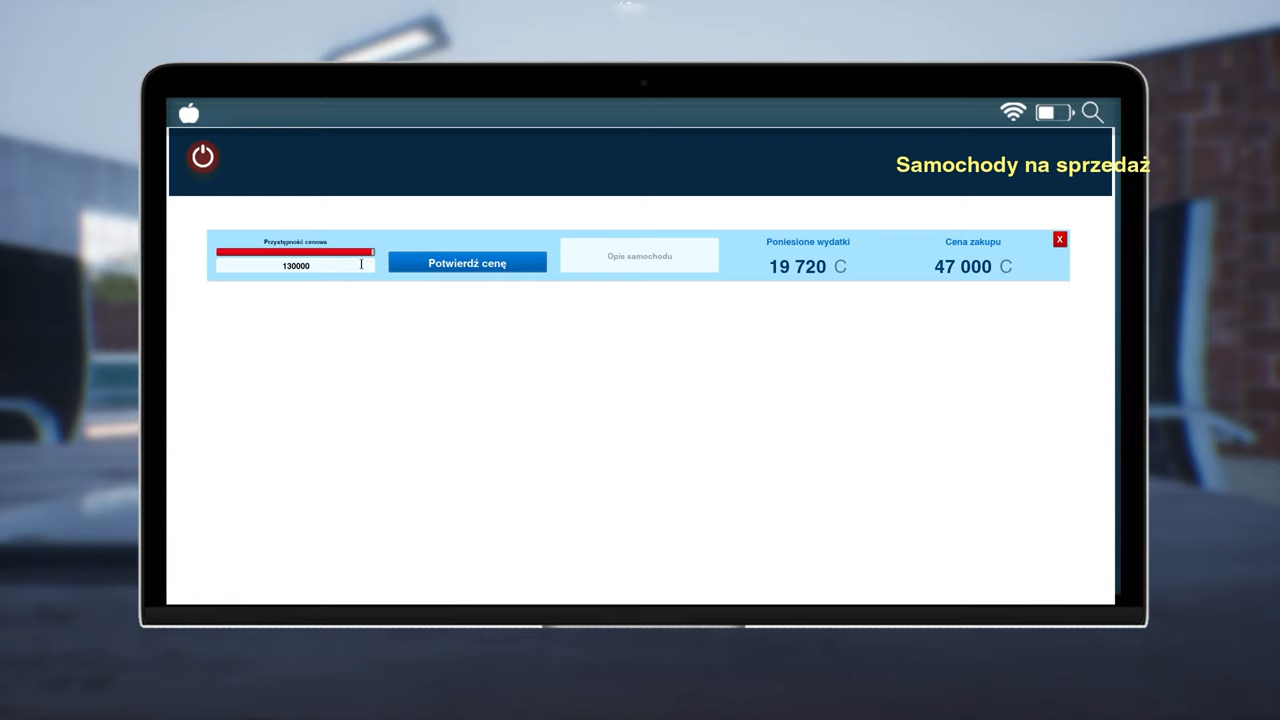 Samochody na sprzedaż
Przystępność cenowa
130000
Potwierdź cenę
Opis samochodu
Poniesione wydatki
19 720 C
Cena zakupu
47 000 C
X